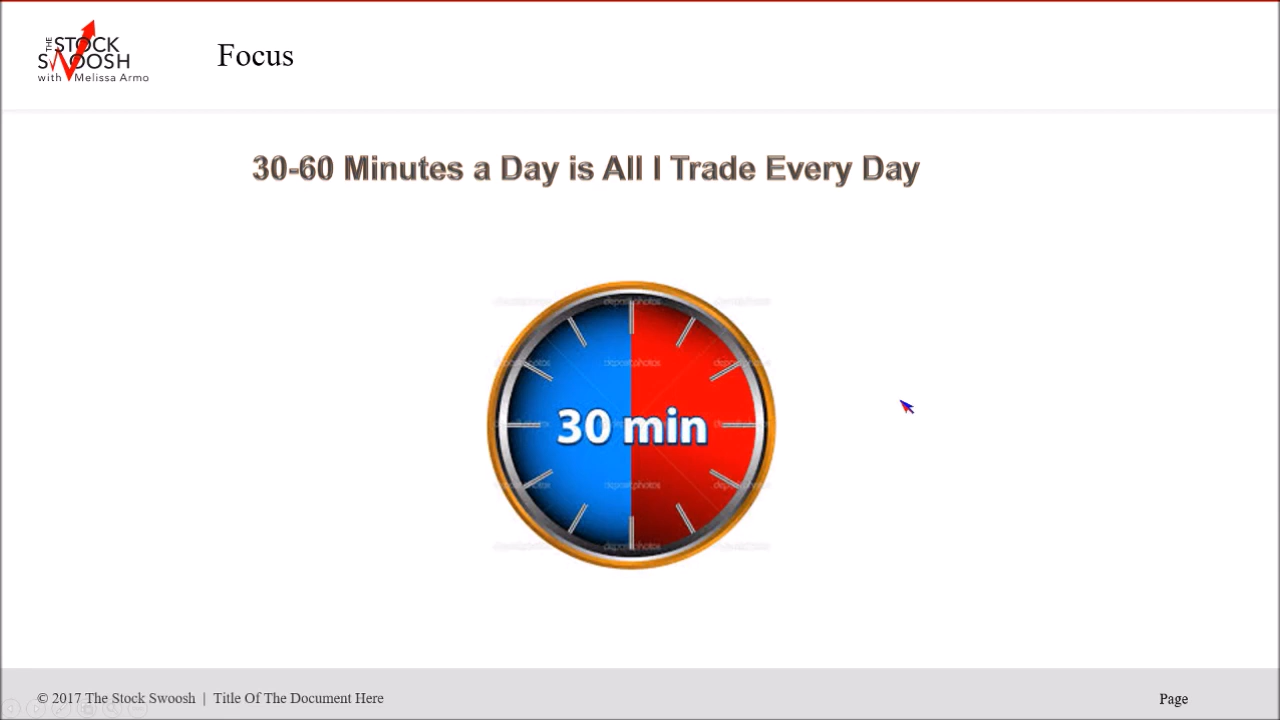 THE STOCK
SWOOSH
with Melissa Armo
Focus
30-60 Minutes a Day is All I Trade Every Day
depositphotos
30 min
© 2017 The Stock Swoosh | Title Of The Document Here
Page